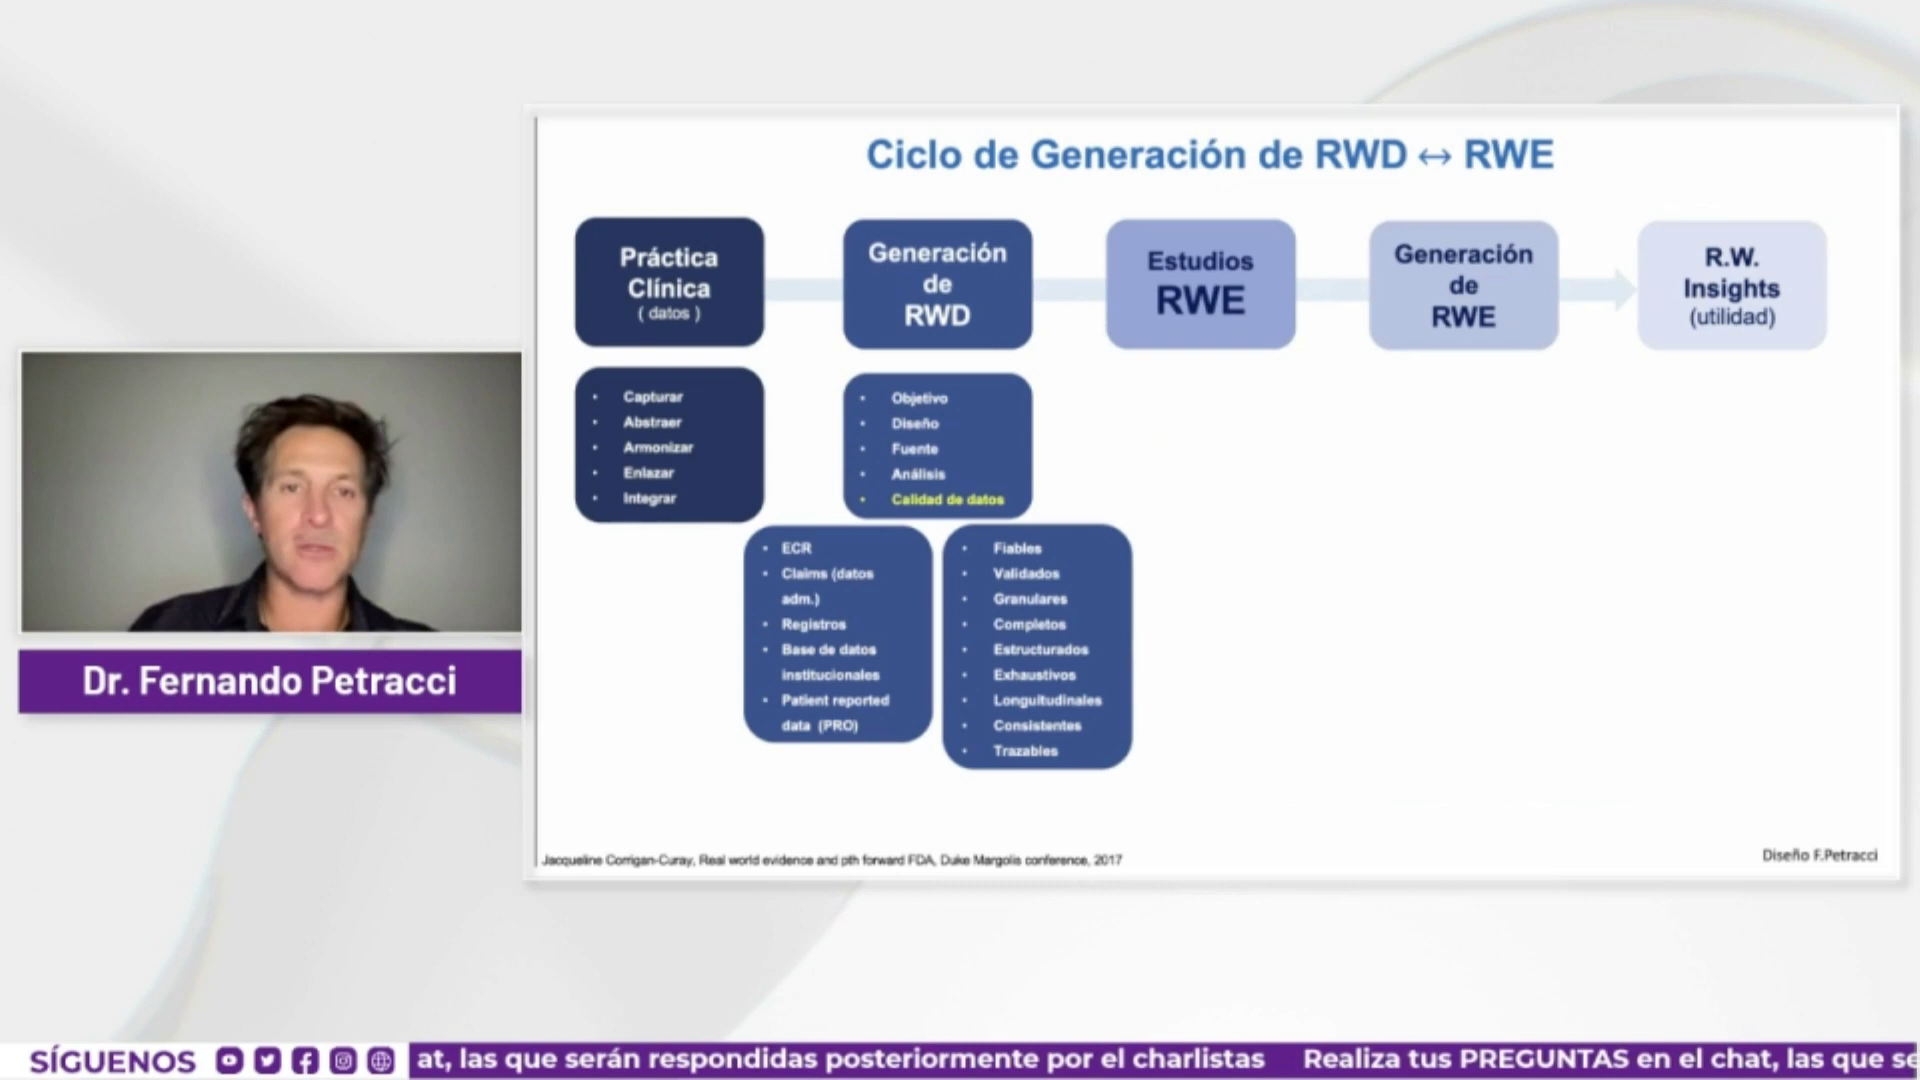 Ciclo de Generación de RWD ↔ RWE
Práctica
Clínica
( datos )
Generación
de
RWD
Estudios
RWE
Generación
de
RWE
R.W.
Insights
(utilidad)
• Capturar
• Abstraer
• Armonizar
• Enlazar
• Integrar
• Objetivo
• Diseño
• Fuente
• Análisis
• Calidad de datos
• ECR
• Claims (datos
adm.)
• Registros
• Base de datos
institucionales
• Patient reported
data (PRO)
• Fiables
• Validados
• Granulares
• Completos
• Estructurados
• Exhaustivos
• Longuitudinales
• Consistentes
• Trazables
Jacqueline Corrigan-Curay, Real world evidence and pth forward FDA, Duke Margolis conference, 2017
Diseño F.Petracci
Dr. Fernando Petracci
SÍGUENOS
at, las que serán respondidas posteriormente por el charlistas Realiza tus PREGUNTAS en el chat, las que se